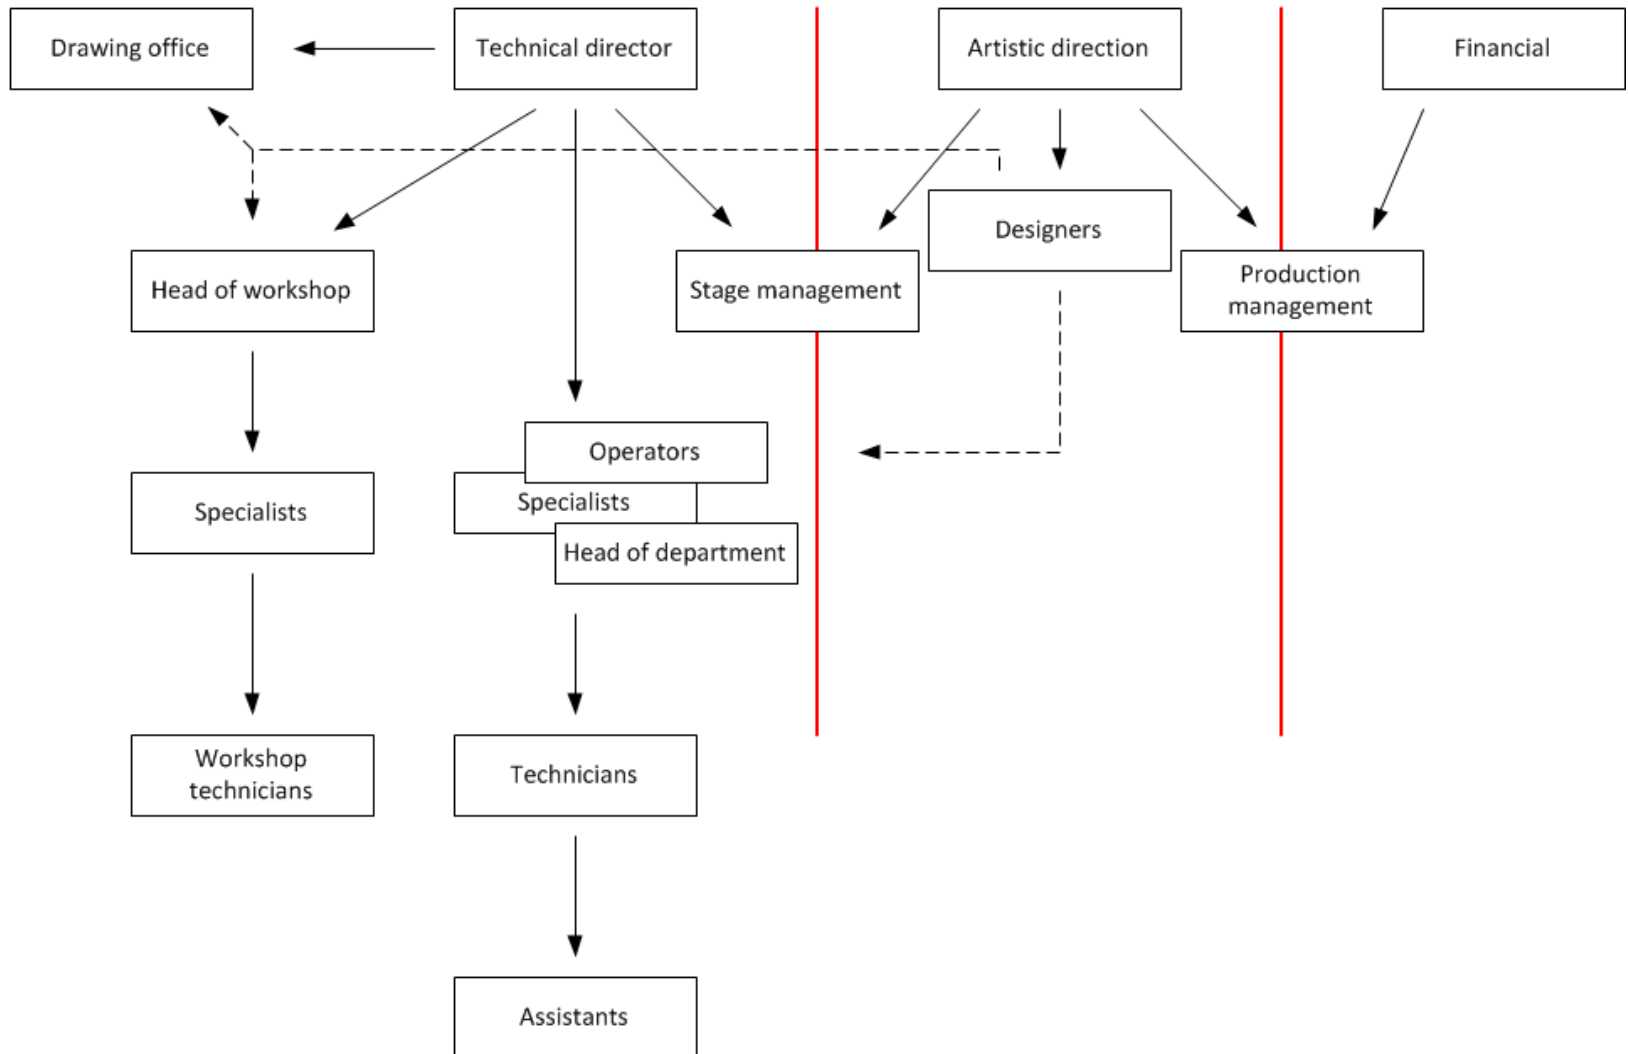 Drawing office
Technical director
Artistic direction
Financial
Designers
Head of workshop
Stage management
Production
management
Operators
Specialists
Specialists
Head of department
Workshop
technicians
Technicians
Assistants